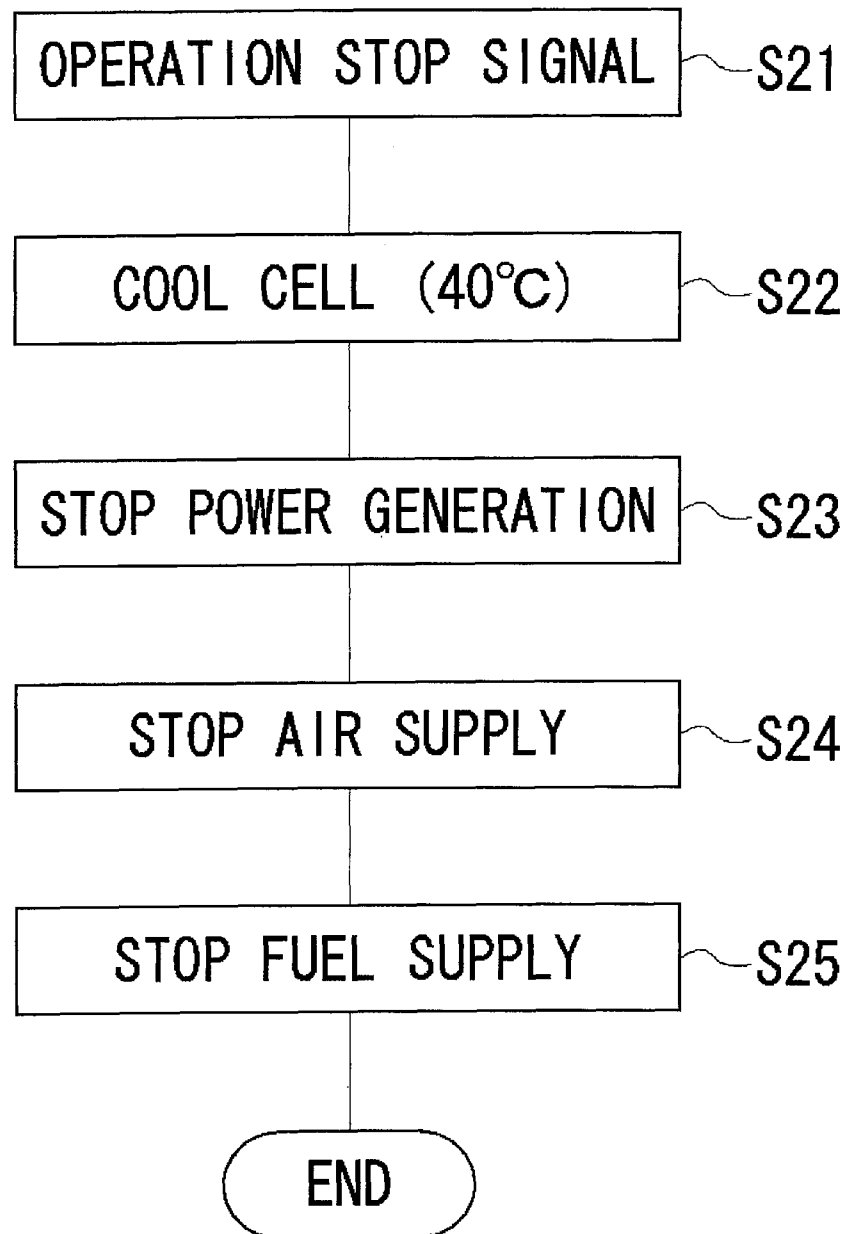 OPERATION STOP SIGNAL S21
COOL CELL (40℃) S22
STOP POWER GENERATION S23
STOP AIR SUPPLY S24
STOP FUEL SUPPLY S25
END